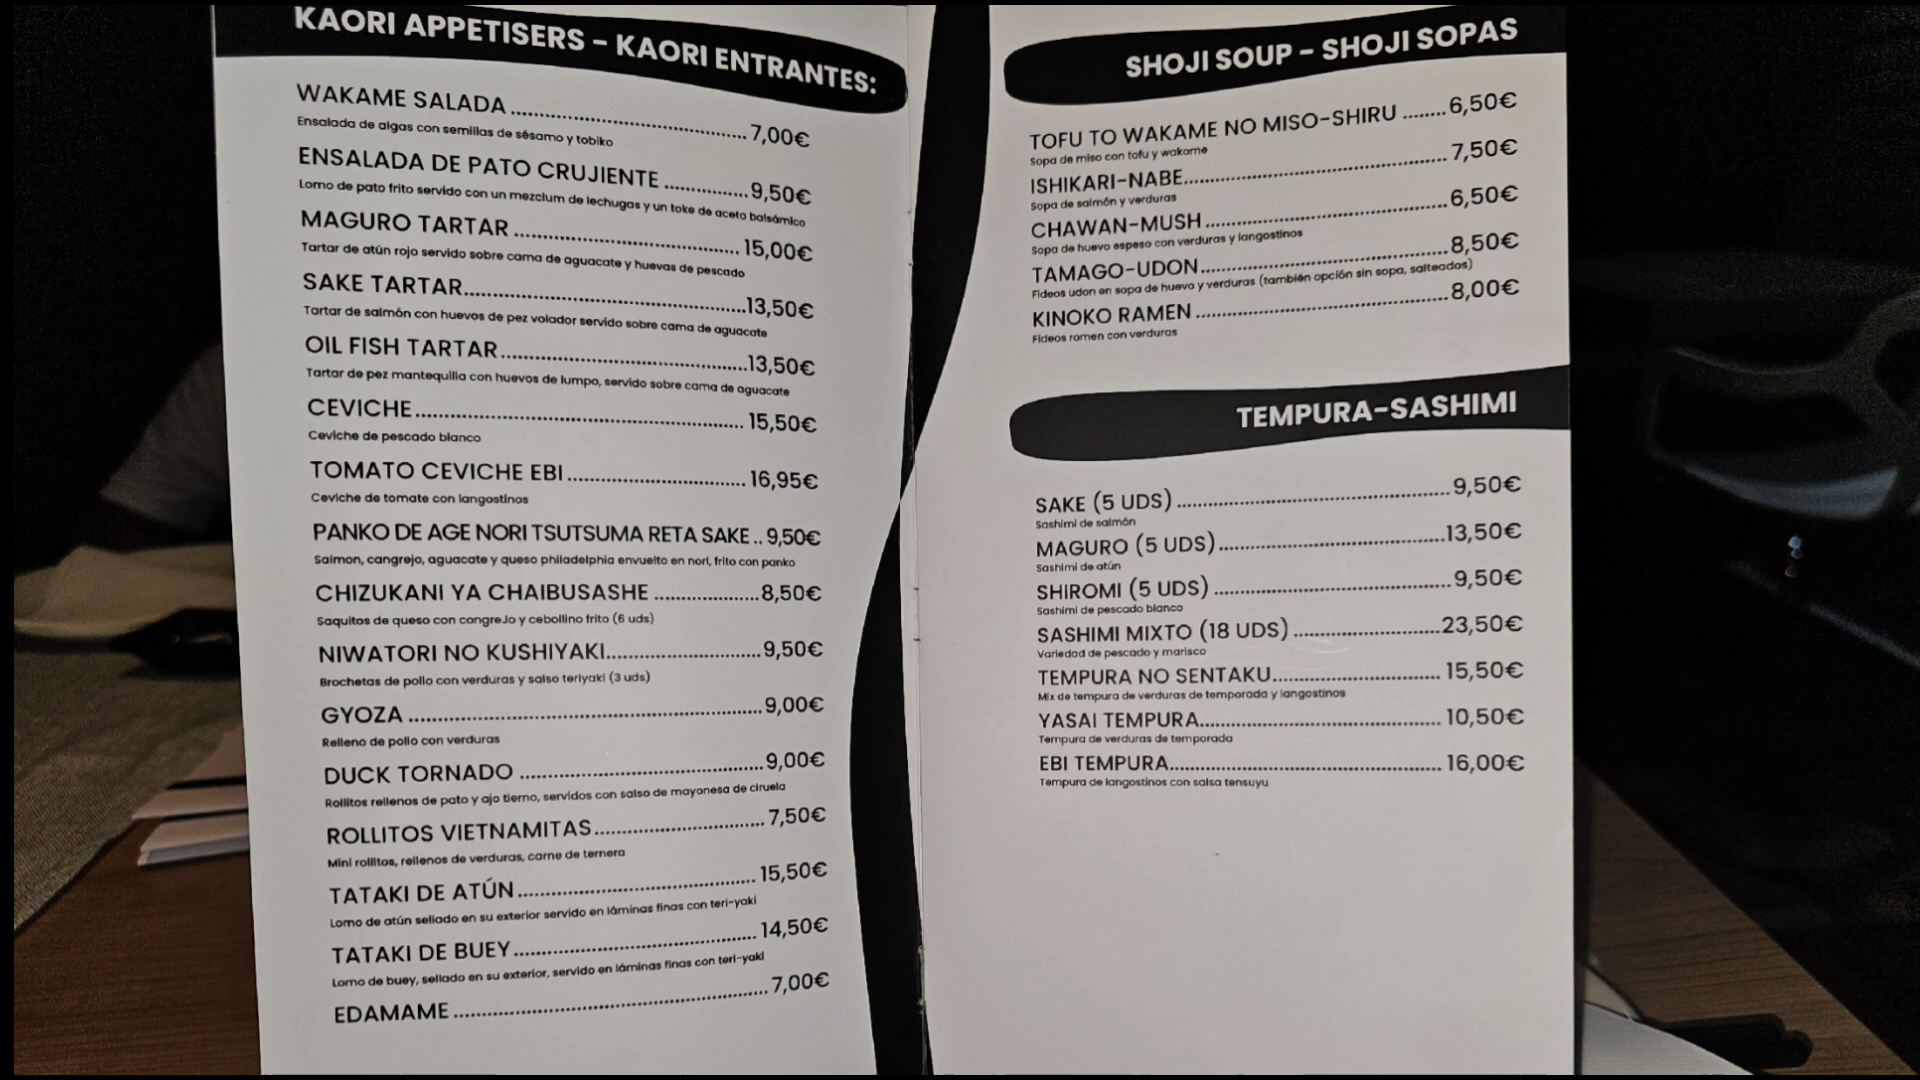 KAORI APPETISERS - KAORI ENTRANTES:
WAKAME SALADA ........ 7,00€
Ensalada de algas con semillas de sésamo y tobiko
ENSALADA DE PATO CRUJIENTE ........ 9,50€
Lomo de pato frito servido con un mezclum de lechugas y un toke de aceto balsámico
MAGURO TARTAR ........ 15,00€
Tartar de atún rojo servido sobre cama de aguacate y huevas de pescado
SAKE TARTAR ........ 13,50€
Tartar de salmón con huevos de pez volador servido sobre cama de aguacate
OIL FISH TARTAR ........ 13,50€
Tartar de pez mantequilla con huevos de lumpo, servido sobre cama de aguacate
CEVICHE ........ 15,50€
Ceviche de pescado blanco
TOMATO CEVICHE EBI ........ 16,95€
Ceviche de tomate con langostinos
PANKO DE AGE NORI TSUTSUMA RETA SAKE .. 9,50€
Salmon, cangrejo, aguacate y queso philadelphia envuelto en nori, frito con panko
CHIZUKANI YA CHAIBUSASHE ........ 8,50€
Saquitos de queso con congreJo y cebollino frito (6 uds)
NIWATORI NO KUSHIYAKI ........ 9,50€
Brochetas de pollo con verduras y salso teriyaki (3 uds)
GYOZA ........ 9,00€
Relleno de pollo con verduras
DUCK TORNADO ........ 9,00€
Rollitos rellenos de pato y ajo tierno, servidos con salso de mayonesa de ciruela
ROLLITOS VIETNAMITAS ........ 7,50€
Mini rollitos, rellenos de verduras, carne de ternera
TATAKI DE ATÚN ........ 15,50€
Lomo de atún sellado en su exterior servido en láminas finas con teri-yaki
TATAKI DE BUEY ........ 14,50€
Lomo de buey, sellado en su exterior, servido en láminas finas con teri-yaki
EDAMAME ........ 7,00€
SHOJI SOUP - SHOJI SOPAS
TOFU TO WAKAME NO MISO-SHIRU ........ 6,50€
Sopa de miso con tofu y wakame
ISHIKARI-NABE ........ 7,50€
Sopa de salmón y verduras
CHAWAN-MUSH ........ 6,50€
Sopa de huevo espeso con verduras y langostinos
TAMAGO-UDON ........ 8,50€
Fideos udon en sopa de huevo y verduras (también opción sin sopa, salteados)
KINOKO RAMEN ........ 8,00€
Fideos romen con verduras
TEMPURA-SASHIMI
SAKE (5 UDS) ........ 9,50€
Sashimi de salmón
MAGURO (5 UDS) ........ 13,50€
Sashimi de atún
SHIROMI (5 UDS) ........ 9,50€
Sashimi de pescado blanco
SASHIMI MIXTO (18 UDS) ........ 23,50€
Variedad de pescado y marisco
TEMPURA NO SENTAKU ........ 15,50€
Mix de tempura de verduras de temporada y langostinos
YASAI TEMPURA ........ 10,50€
Tempura de verduras de temporada
EBI TEMPURA ........ 16,00€
Tempura de langostinos con salsa tensuyu